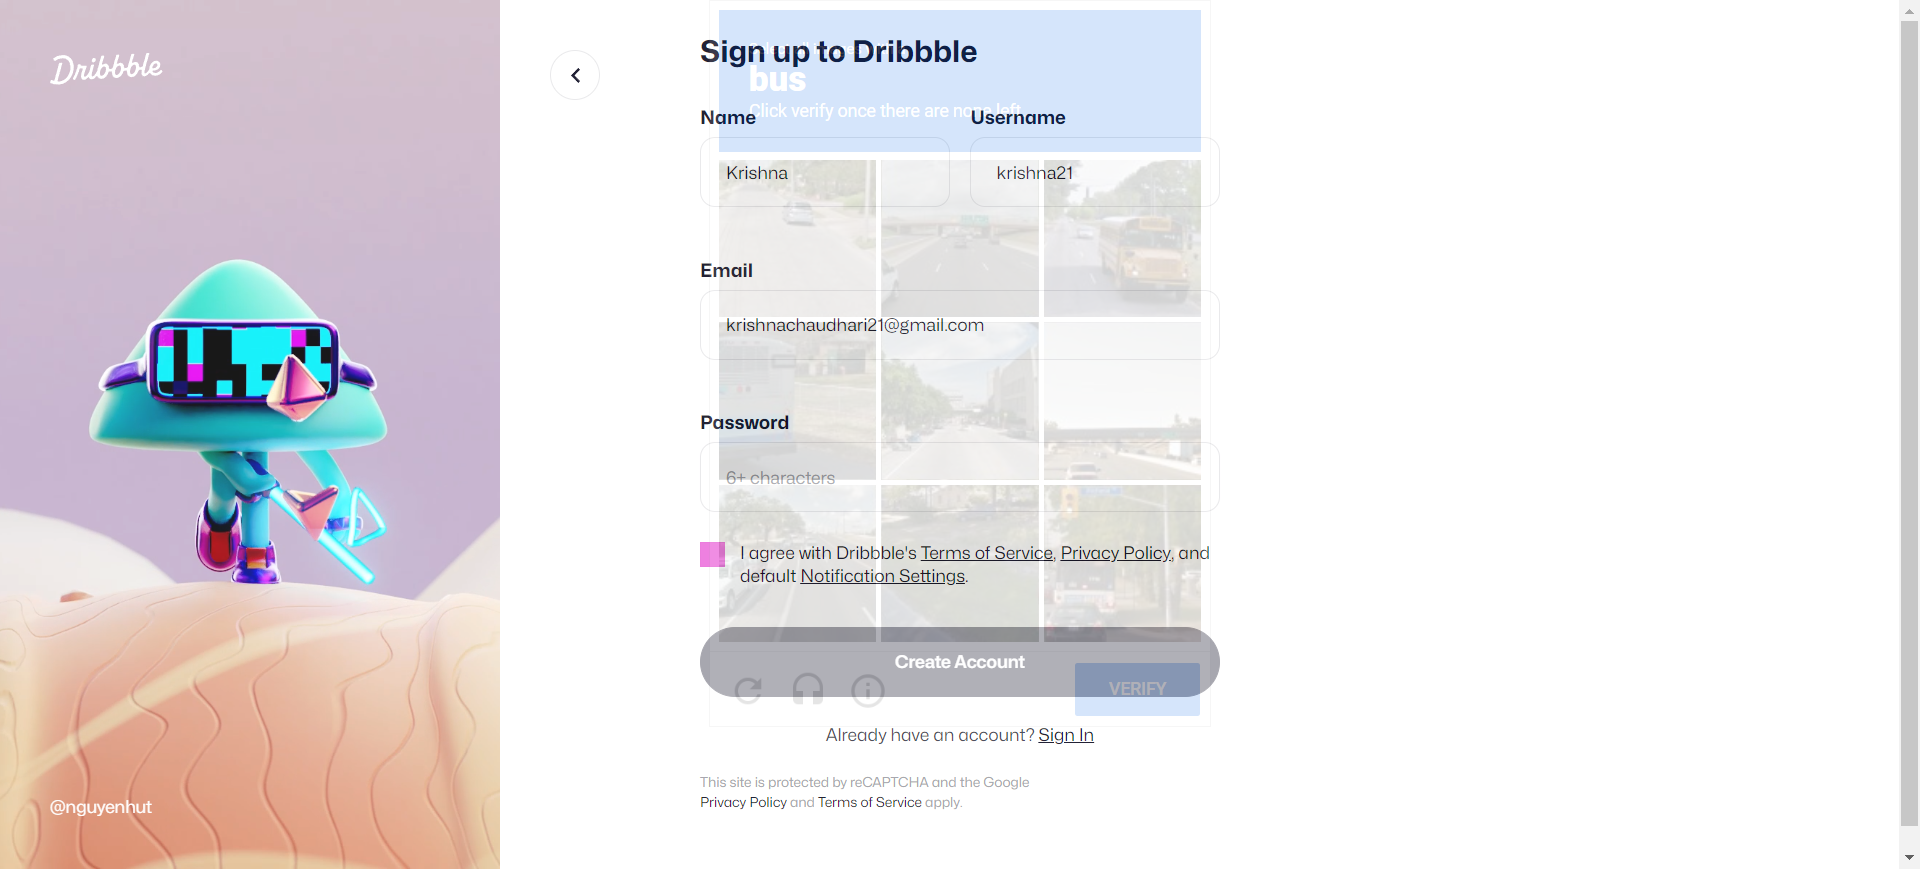 Dribbble
Sign up to Dribbble
bus
Click verify once there are none left
Name
Username
Krishna
krishna21
Email
krishnachaudhari21@gmail.com
Password
6+ characters
I agree with Dribbble's Terms of Service, Privacy Policy, and
default Notification Settings.
Create Account
VERIFY
Already have an account? Sign In
This site is protected by reCAPTCHA and the Google
Privacy Policy and Terms of Service apply.
@nguyenhut